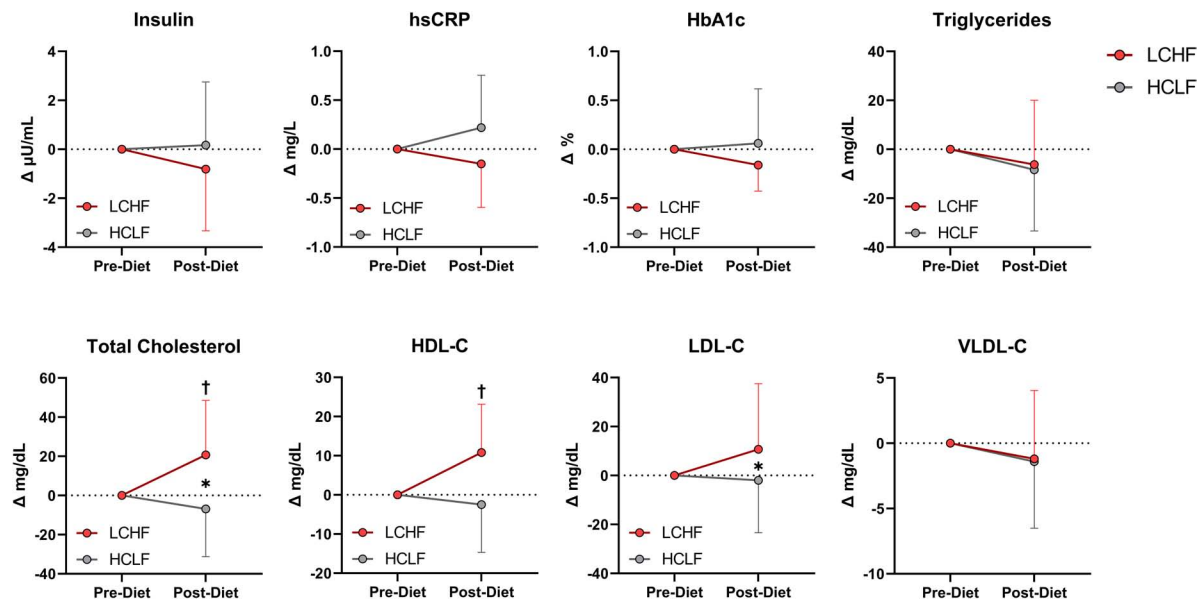 Insulin
Δ µU/mL
4
2
0
-2
-4
LCHF
HCLF
Pre-Diet Post-Diet
hsCRP
Δ mg/L
1.0
0.5
0.0
-0.5
-1.0
LCHF
HCLF
Pre-Diet Post-Diet
HbA1c
Δ %
1.0
0.5
0.0
-0.5
-1.0
LCHF
HCLF
Pre-Diet Post-Diet
Triglycerides
Δ mg/dL
40
20
0
-20
-40
LCHF
HCLF
Pre-Diet Post-Diet
LCHF
HCLF
Total Cholesterol
Δ mg/dL
60
40
20
0
-20
-40
†
*
LCHF
HCLF
Pre-Diet Post-Diet
HDL-C
Δ mg/dL
30
20
10
0
-10
-20
†
LCHF
HCLF
Pre-Diet Post-Diet
LDL-C
Δ mg/dL
40
20
0
-20
-40
*
LCHF
HCLF
Pre-Diet Post-Diet
VLDL-C
Δ mg/dL
5
0
-5
-10
Pre-Diet Post-Diet